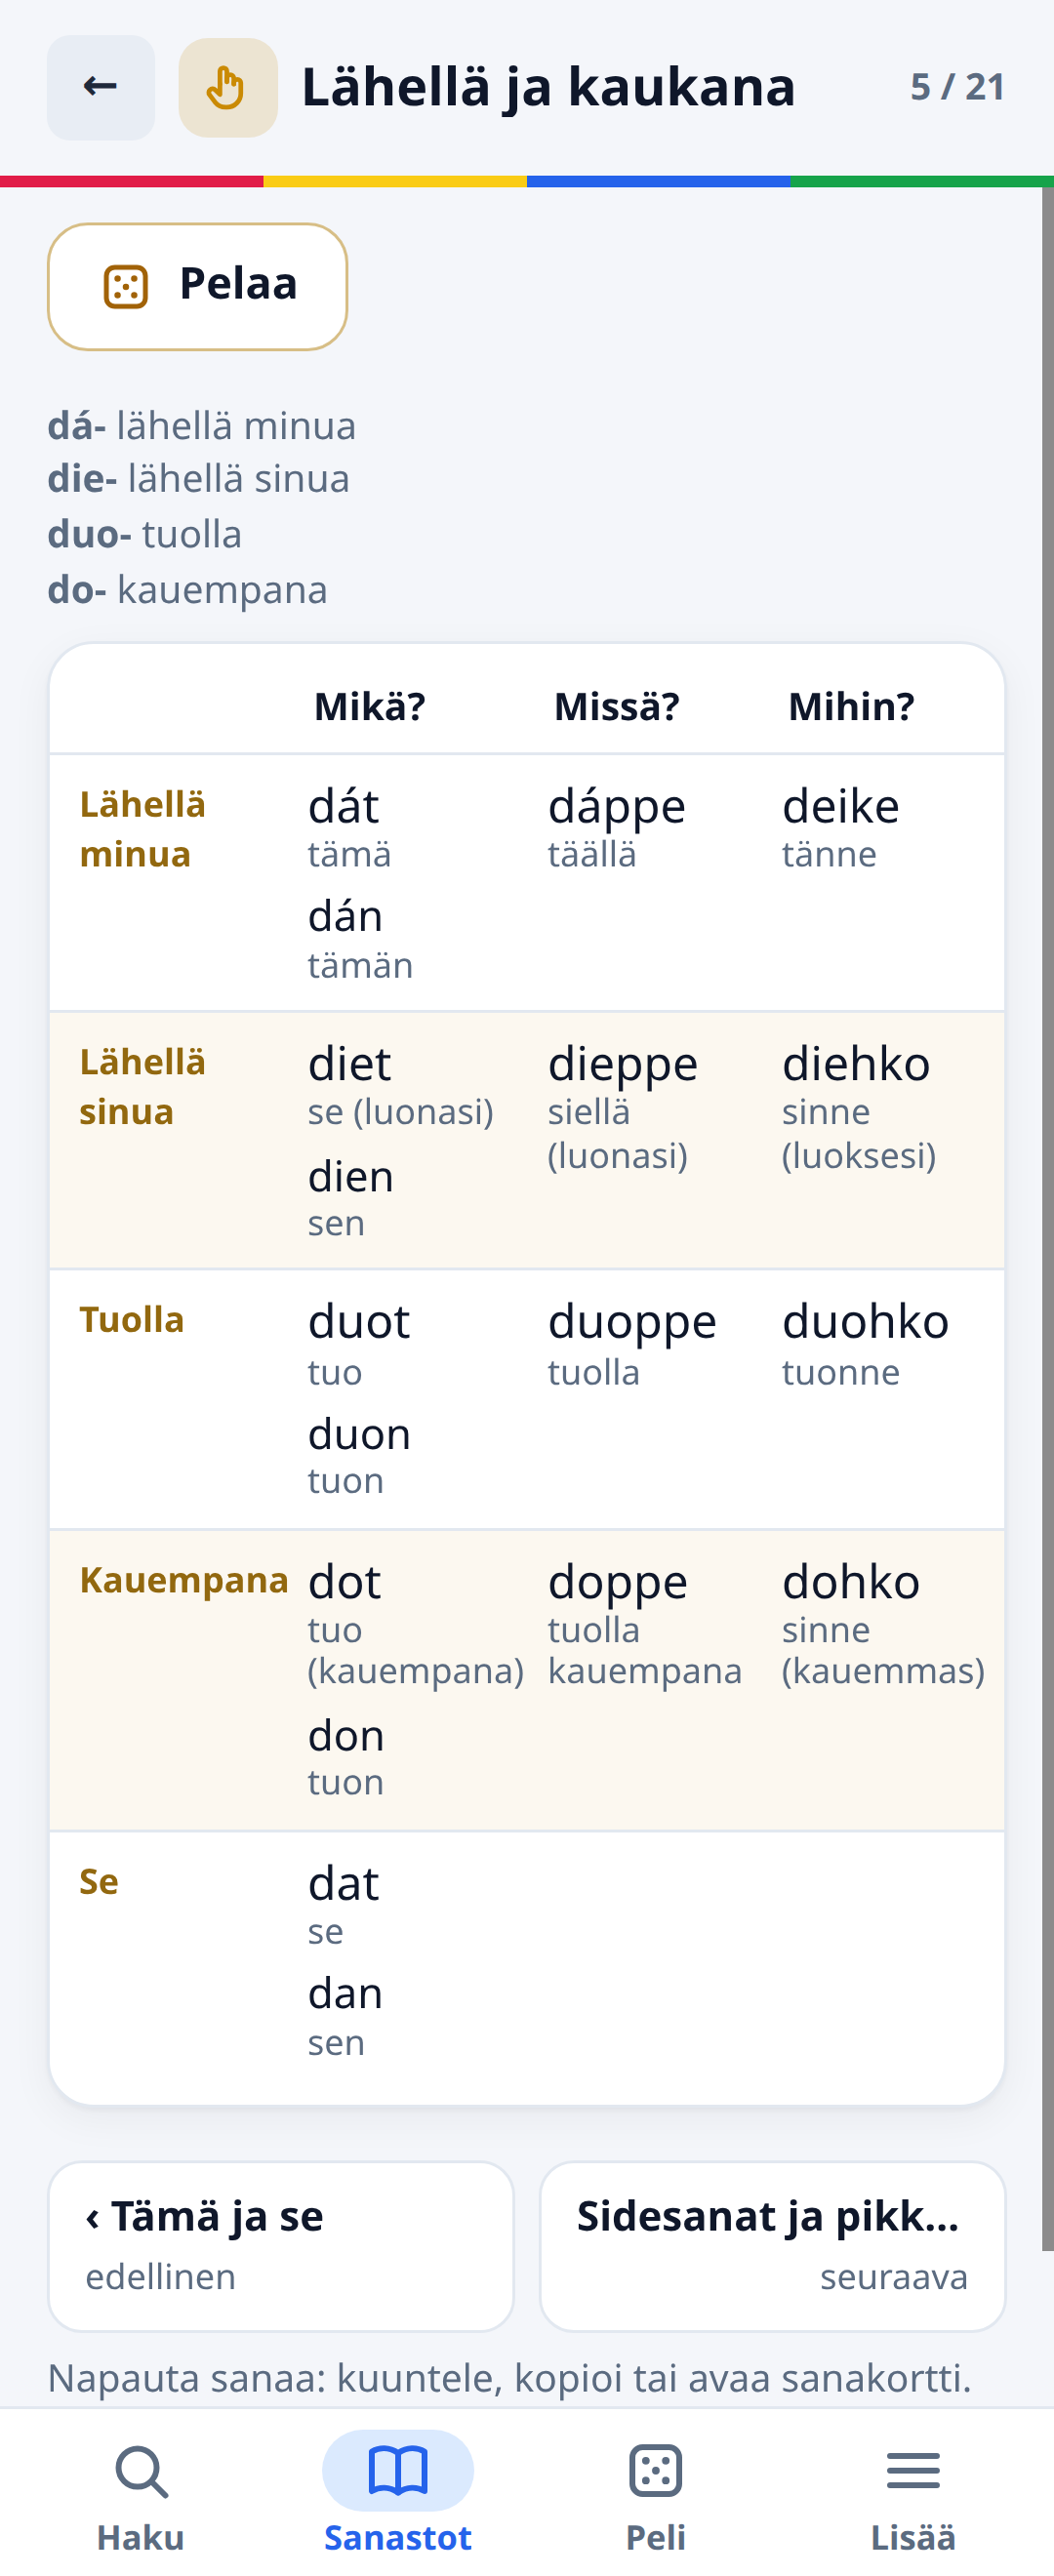 ← Lähellä ja kaukana 5 / 21
Pelaa
dá- lähellä minua
die- lähellä sinua
duo- tuolla
do- kauempana
Mikä? Missä? Mihin?
Lähellä dát dáppe deike
minua tämä täällä tänne
dán
tämän
Lähellä diet dieppe diehko
sinua se (luonasi) siellä sinne
(luonasi) (luoksesi)
dien
sen
Tuolla duot duoppe duohko
tuo tuolla tuonne
duon
tuon
Kauempana dot doppe dohko
tuo tuolla sinne
(kauempana) kauempana (kauemmas)
don
tuon
Se dat
se
dan
sen
‹ Tämä ja se Sidesanat ja pikk…
edellinen seuraava
Napauta sanaa: kuuntele, kopioi tai avaa sanakortti.
Haku Sanastot Peli Lisää